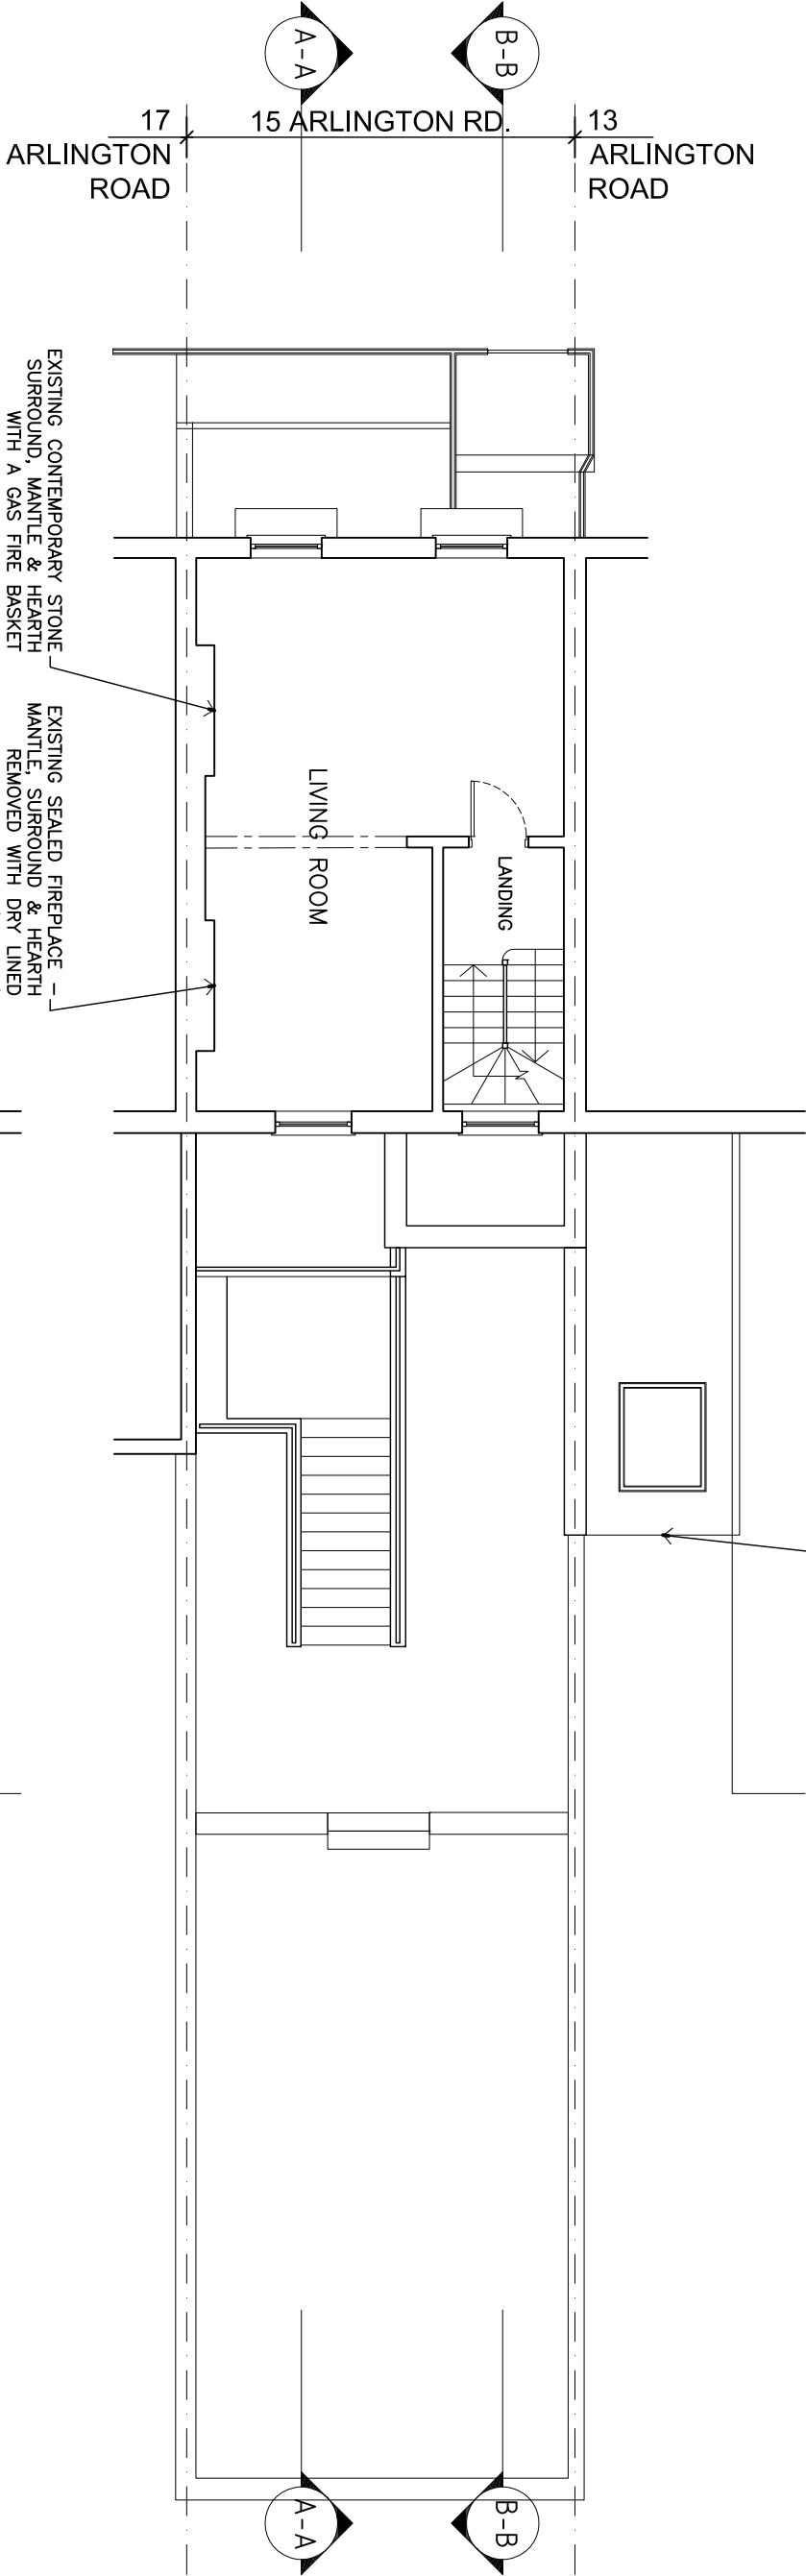 A-A
B-B
17
ARLINGTON
ROAD
15 ARLINGTON RD.
13
ARLINGTON
ROAD
EXISTING CONTEMPORARY STONE
SURROUND, MANTLE & HEARTH
WITH A GAS FIRE BASKET
EXISTING SEALED FIREPLACE –
MANTLE, SURROUND & HEARTH
REMOVED WITH DRY LINED
LIVING ROOM
LANDING
A-A
B-B